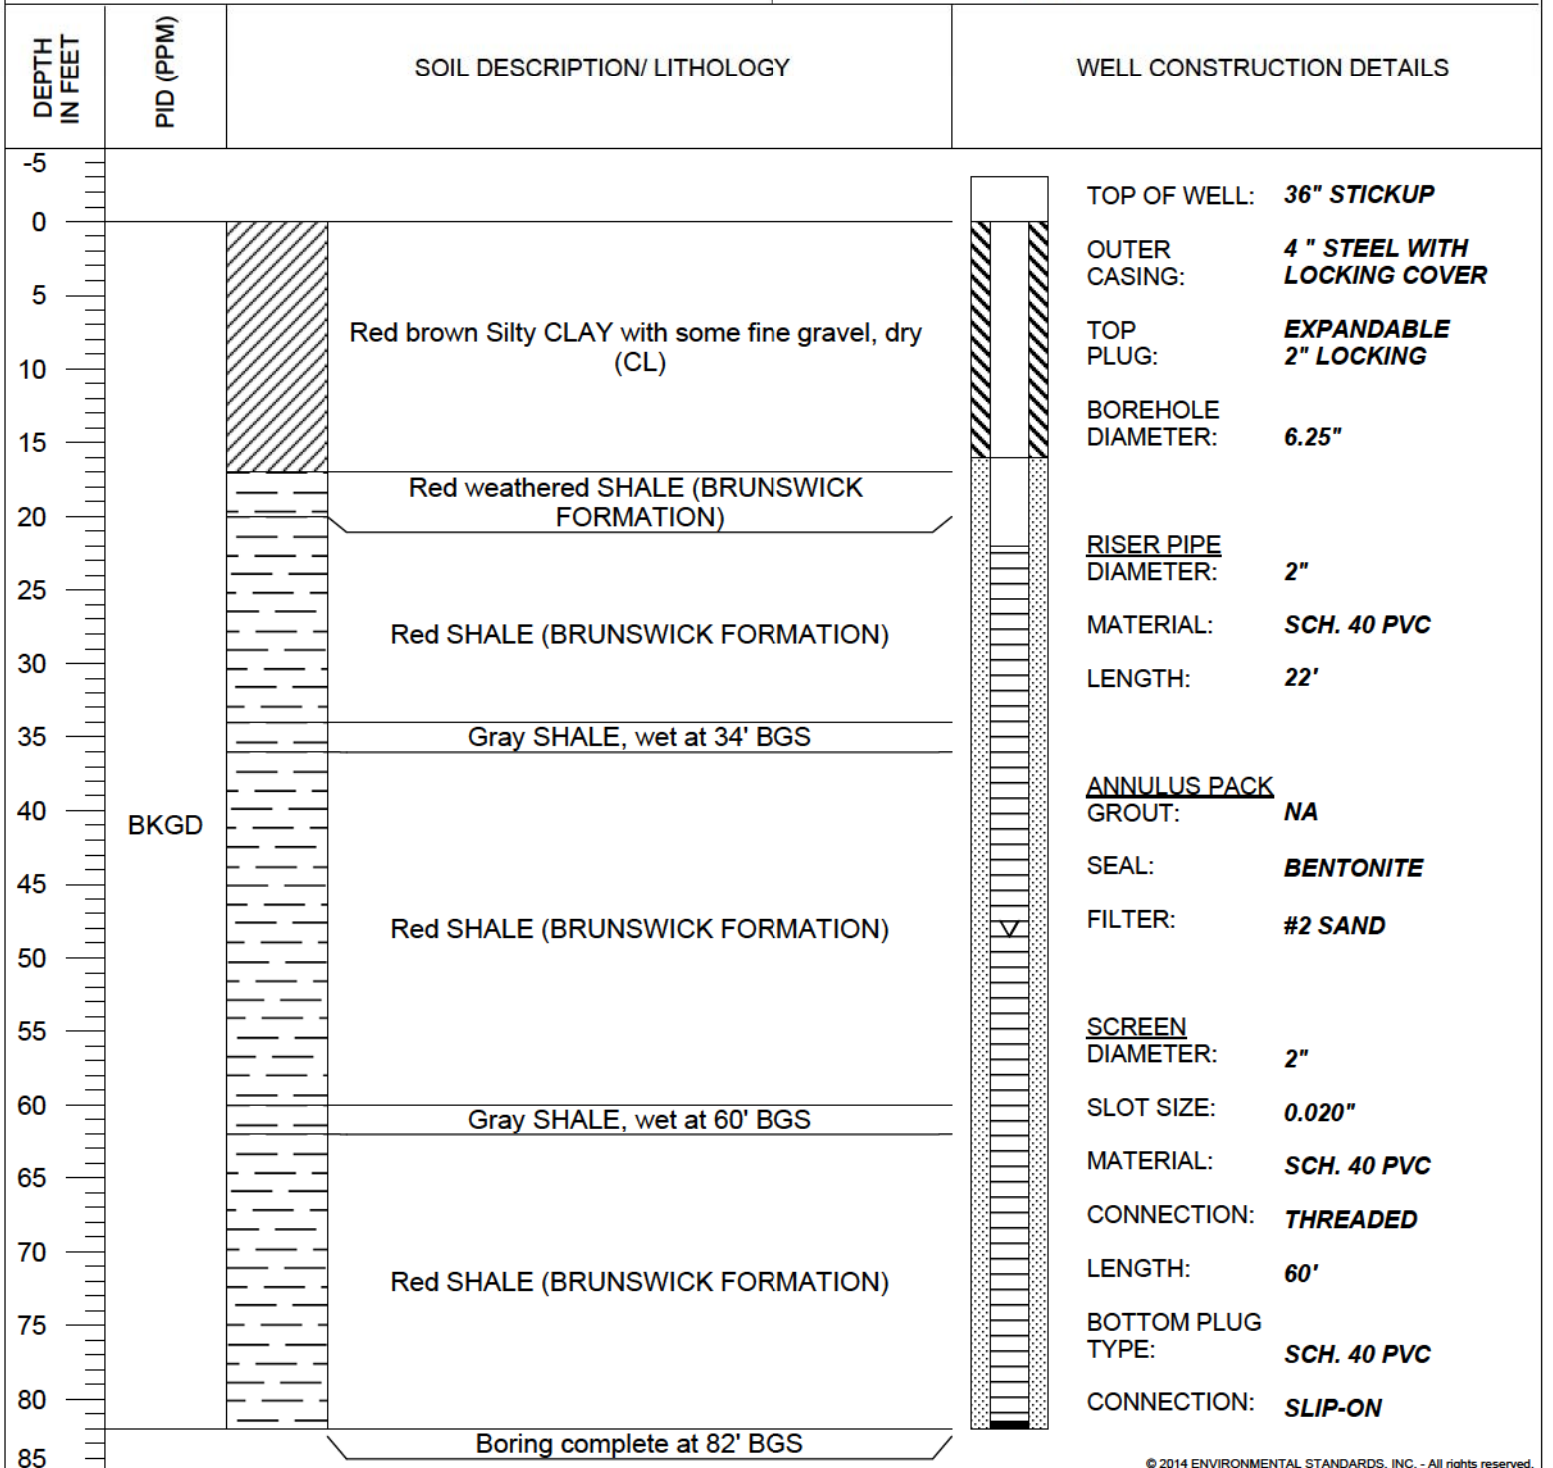 DEPTH
IN FEET
PID (PPM)
SOIL DESCRIPTION/ LITHOLOGY
WELL CONSTRUCTION DETAILS
-5
0
5
10
15
20
25
30
35
40
45
50
55
60
65
70
75
80
85
BKGD
Red brown Silty CLAY with some fine gravel, dry
(CL)
Red weathered SHALE (BRUNSWICK
FORMATION)
Red SHALE (BRUNSWICK FORMATION)
Gray SHALE, wet at 34' BGS
Red SHALE (BRUNSWICK FORMATION)
Gray SHALE, wet at 60' BGS
Red SHALE (BRUNSWICK FORMATION)
Boring complete at 82' BGS
TOP OF WELL: 36" STICKUP
OUTER 4 " STEEL WITH
CASING: LOCKING COVER
TOP EXPANDABLE
PLUG: 2" LOCKING
BOREHOLE
DIAMETER: 6.25"
RISER PIPE
DIAMETER: 2"
MATERIAL: SCH. 40 PVC
LENGTH: 22'
ANNULUS PACK
GROUT: NA
SEAL: BENTONITE
FILTER: #2 SAND
SCREEN
DIAMETER: 2"
SLOT SIZE: 0.020"
MATERIAL: SCH. 40 PVC
CONNECTION: THREADED
LENGTH: 60'
BOTTOM PLUG
TYPE: SCH. 40 PVC
CONNECTION: SLIP-ON
© 2014 ENVIRONMENTAL STANDARDS, INC. - All rights reserved.